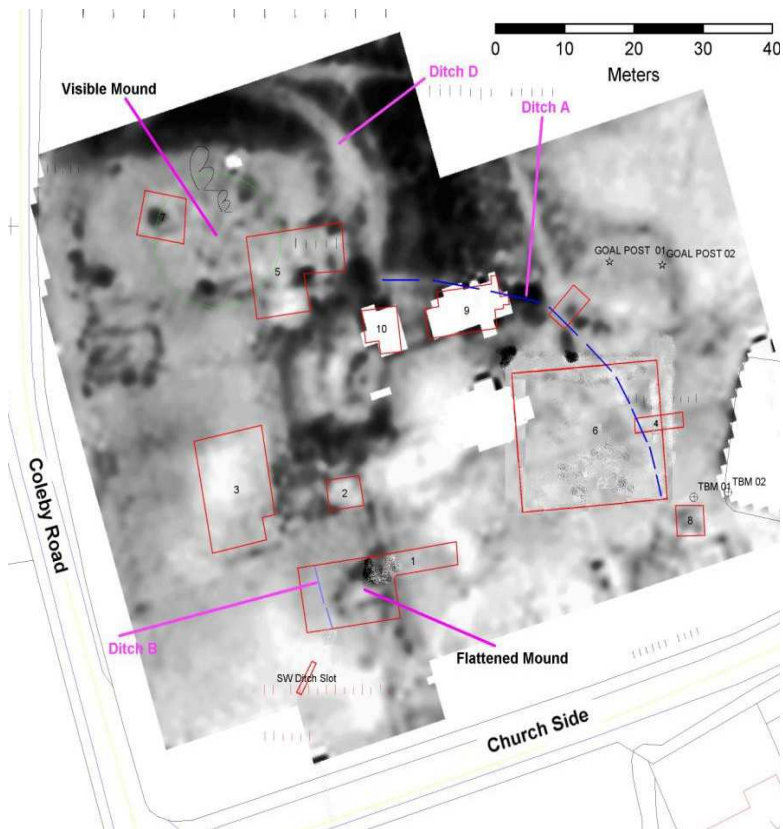 0 10 20 30 40
Meters
Ditch D
Visible Mound
Ditch A
GOAL POST 01
GOAL POST 02
7
5
9
10
6
4
3
2
TBM 01
TBM 02
8
1
Coleby Road
Ditch B
Flattened Mound
SW Ditch Slot
Church Side